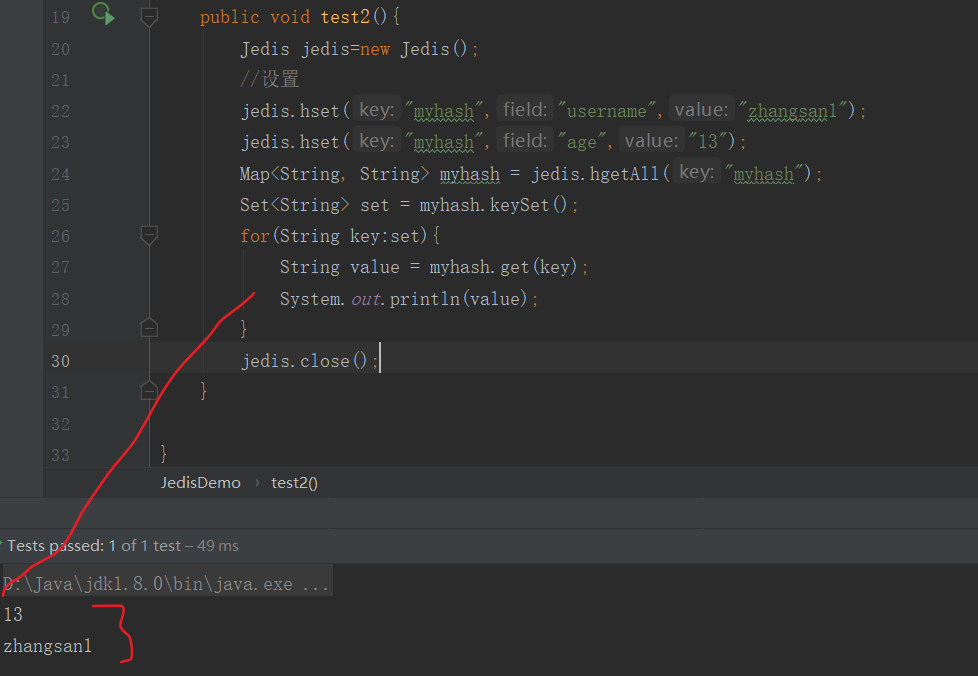 19 public void test2(){
20 Jedis jedis=new Jedis();
21 //设置
22 jedis.hset( key: "myhash", field: "username", value: "zhangsan1");
23 jedis.hset( key: "myhash", field: "age", value: "13");
24 Map<String, String> myhash = jedis.hgetAll( key: "myhash");
25 Set<String> set = myhash.keySet();
26 for(String key:set){
27 String value = myhash.get(key);
28 System.out.println(value);
29 }
30 jedis.close();
31 }
32
33 }
JedisDemo › test2()
Tests passed: 1 of 1 test – 49 ms
D:\Java\jdk1.8.0\bin\java.exe ...
13
zhangsan1